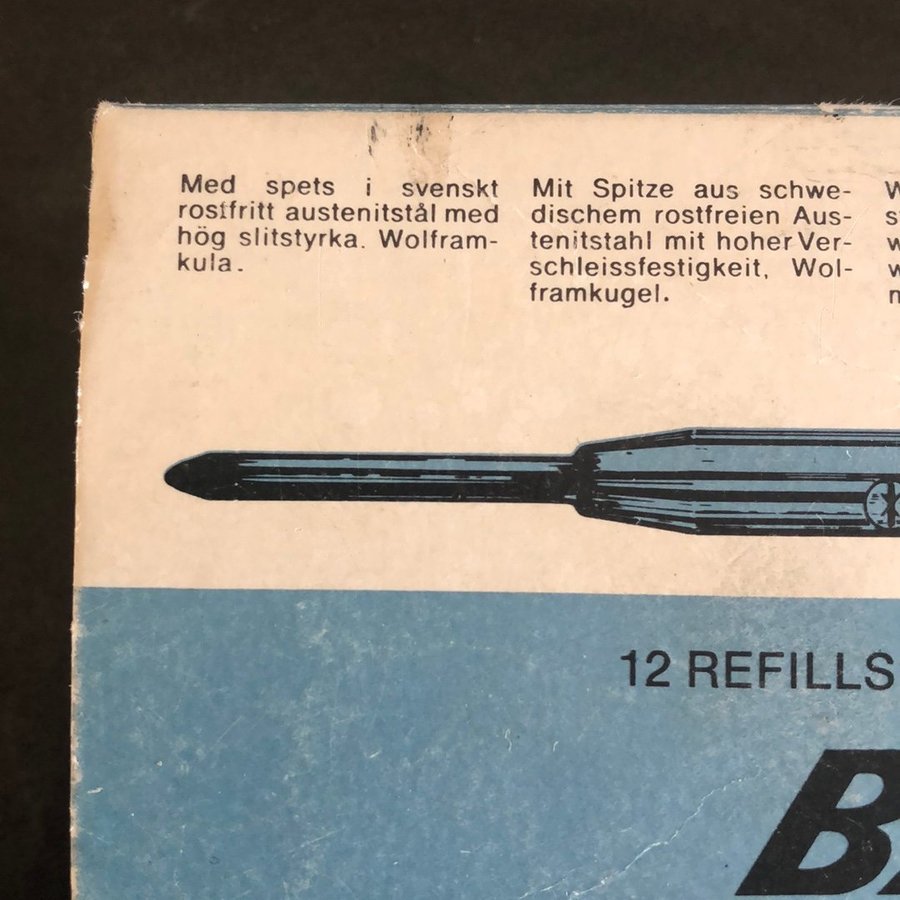 Med spets i svenskt
rostfritt austenitstål med
hög slitstyrka. Wolfram-
kula.
Mit Spitze aus schwe-
dischem rostfreien Aus-
tenitstahl mit hoher Ver-
schleissfestigkeit, Wol-
framkugel.
12 REFILLS